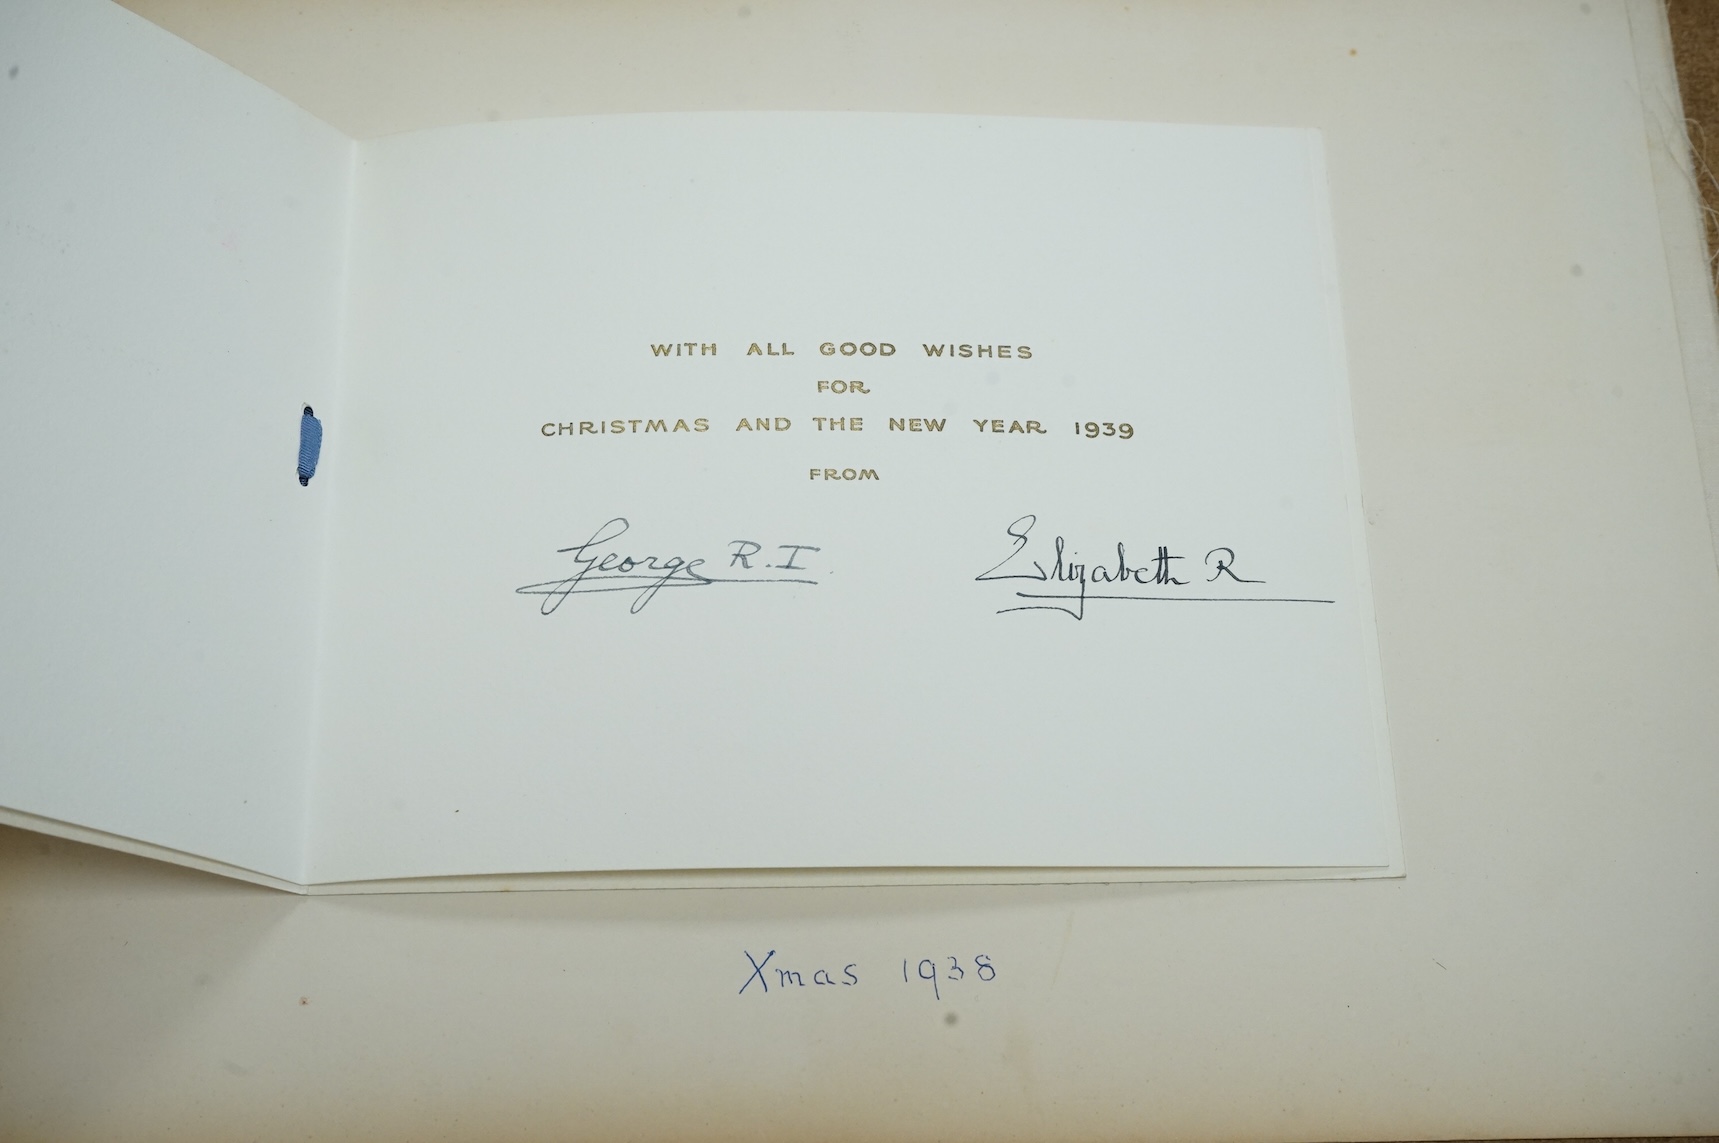 WITH ALL GOOD WISHES
FOR
CHRISTMAS AND THE NEW YEAR 1939
FROM
George R.I. Elizabeth R
Xmas 1938